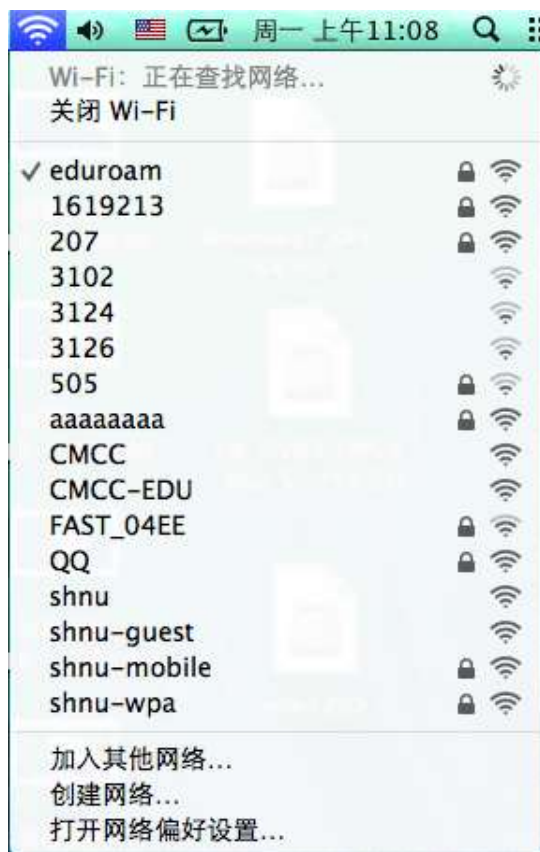 周一 上午11:08
Wi-Fi：正在查找网络...
关闭 Wi-Fi
eduroam
1619213
207
3102
3124
3126
505
aaaaaaaa
CMCC
CMCC-EDU
FAST_04EE
QQ
shnu
shnu-guest
shnu-mobile
shnu-wpa
加入其他网络...
创建网络...
打开网络偏好设置...